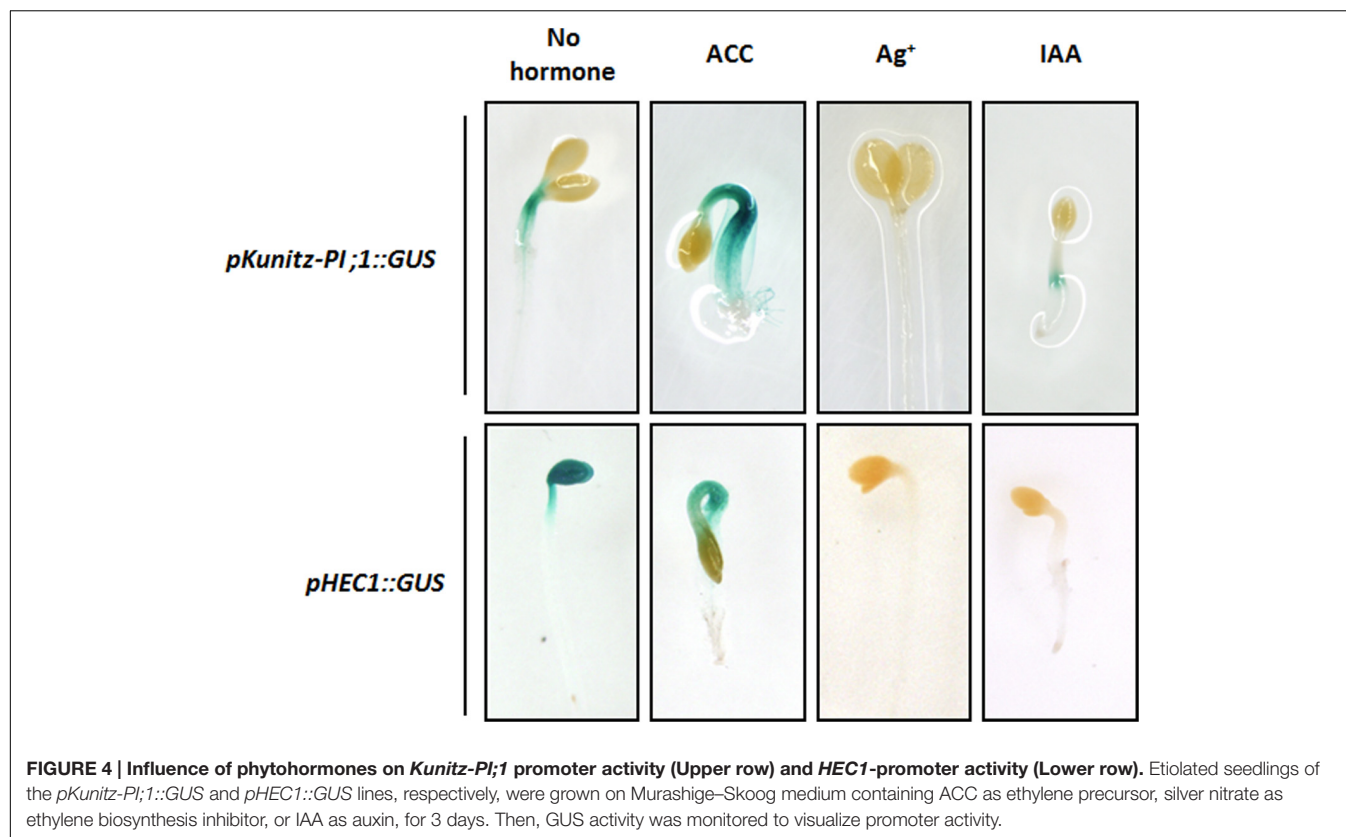 No
hormone
ACC
Ag+
IAA
pKunitz-PI;1::GUS
pHEC1::GUS
FIGURE 4 | Influence of phytohormones on Kunitz-PI;1 promoter activity (Upper row) and HEC1-promoter activity (Lower row). Etiolated seedlings of
the pKunitz-PI;1::GUS and pHEC1::GUS lines, respectively, were grown on Murashige–Skoog medium containing ACC as ethylene precursor, silver nitrate as
ethylene biosynthesis inhibitor, or IAA as auxin, for 3 days. Then, GUS activity was monitored to visualize promoter activity.